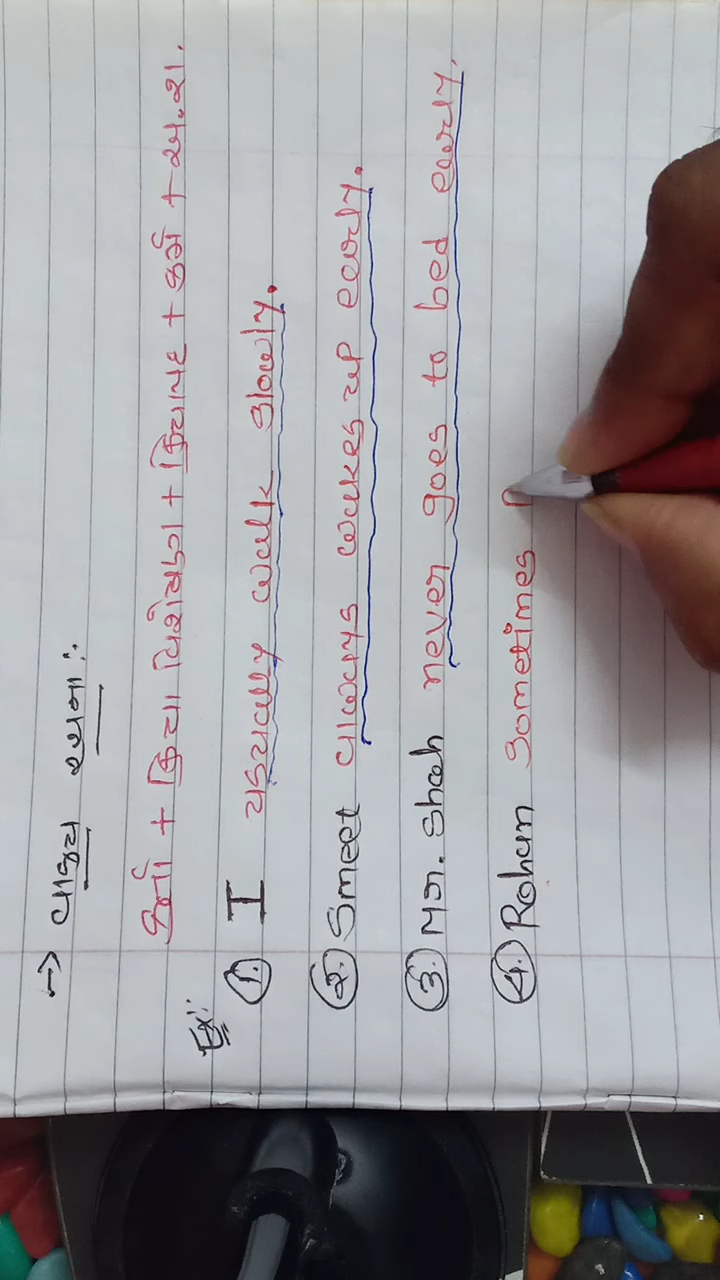 → વાક્ય રચના :-
કર્તા + ક્રિયા વિશેષણ + ક્રિયાપદ + કર્મ + અ.શ.
Ex:-
①. I usually walk slowly.
②. Smeet always wakes up early.
③. Mr. Shah never goes to bed early.
④. Rohan sometimes